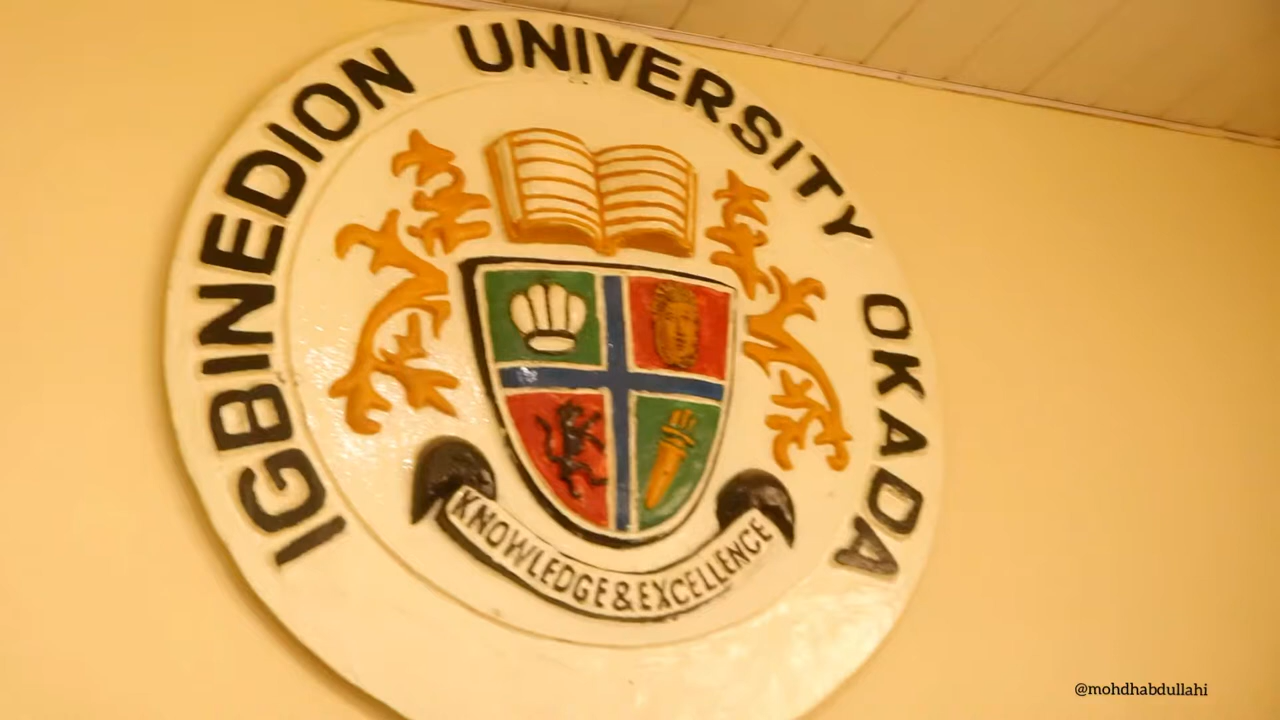 IGBINEDION UNIVERSITY OKADA
KNOWLEDGE & EXCELLENCE
@mohdhabdullahi